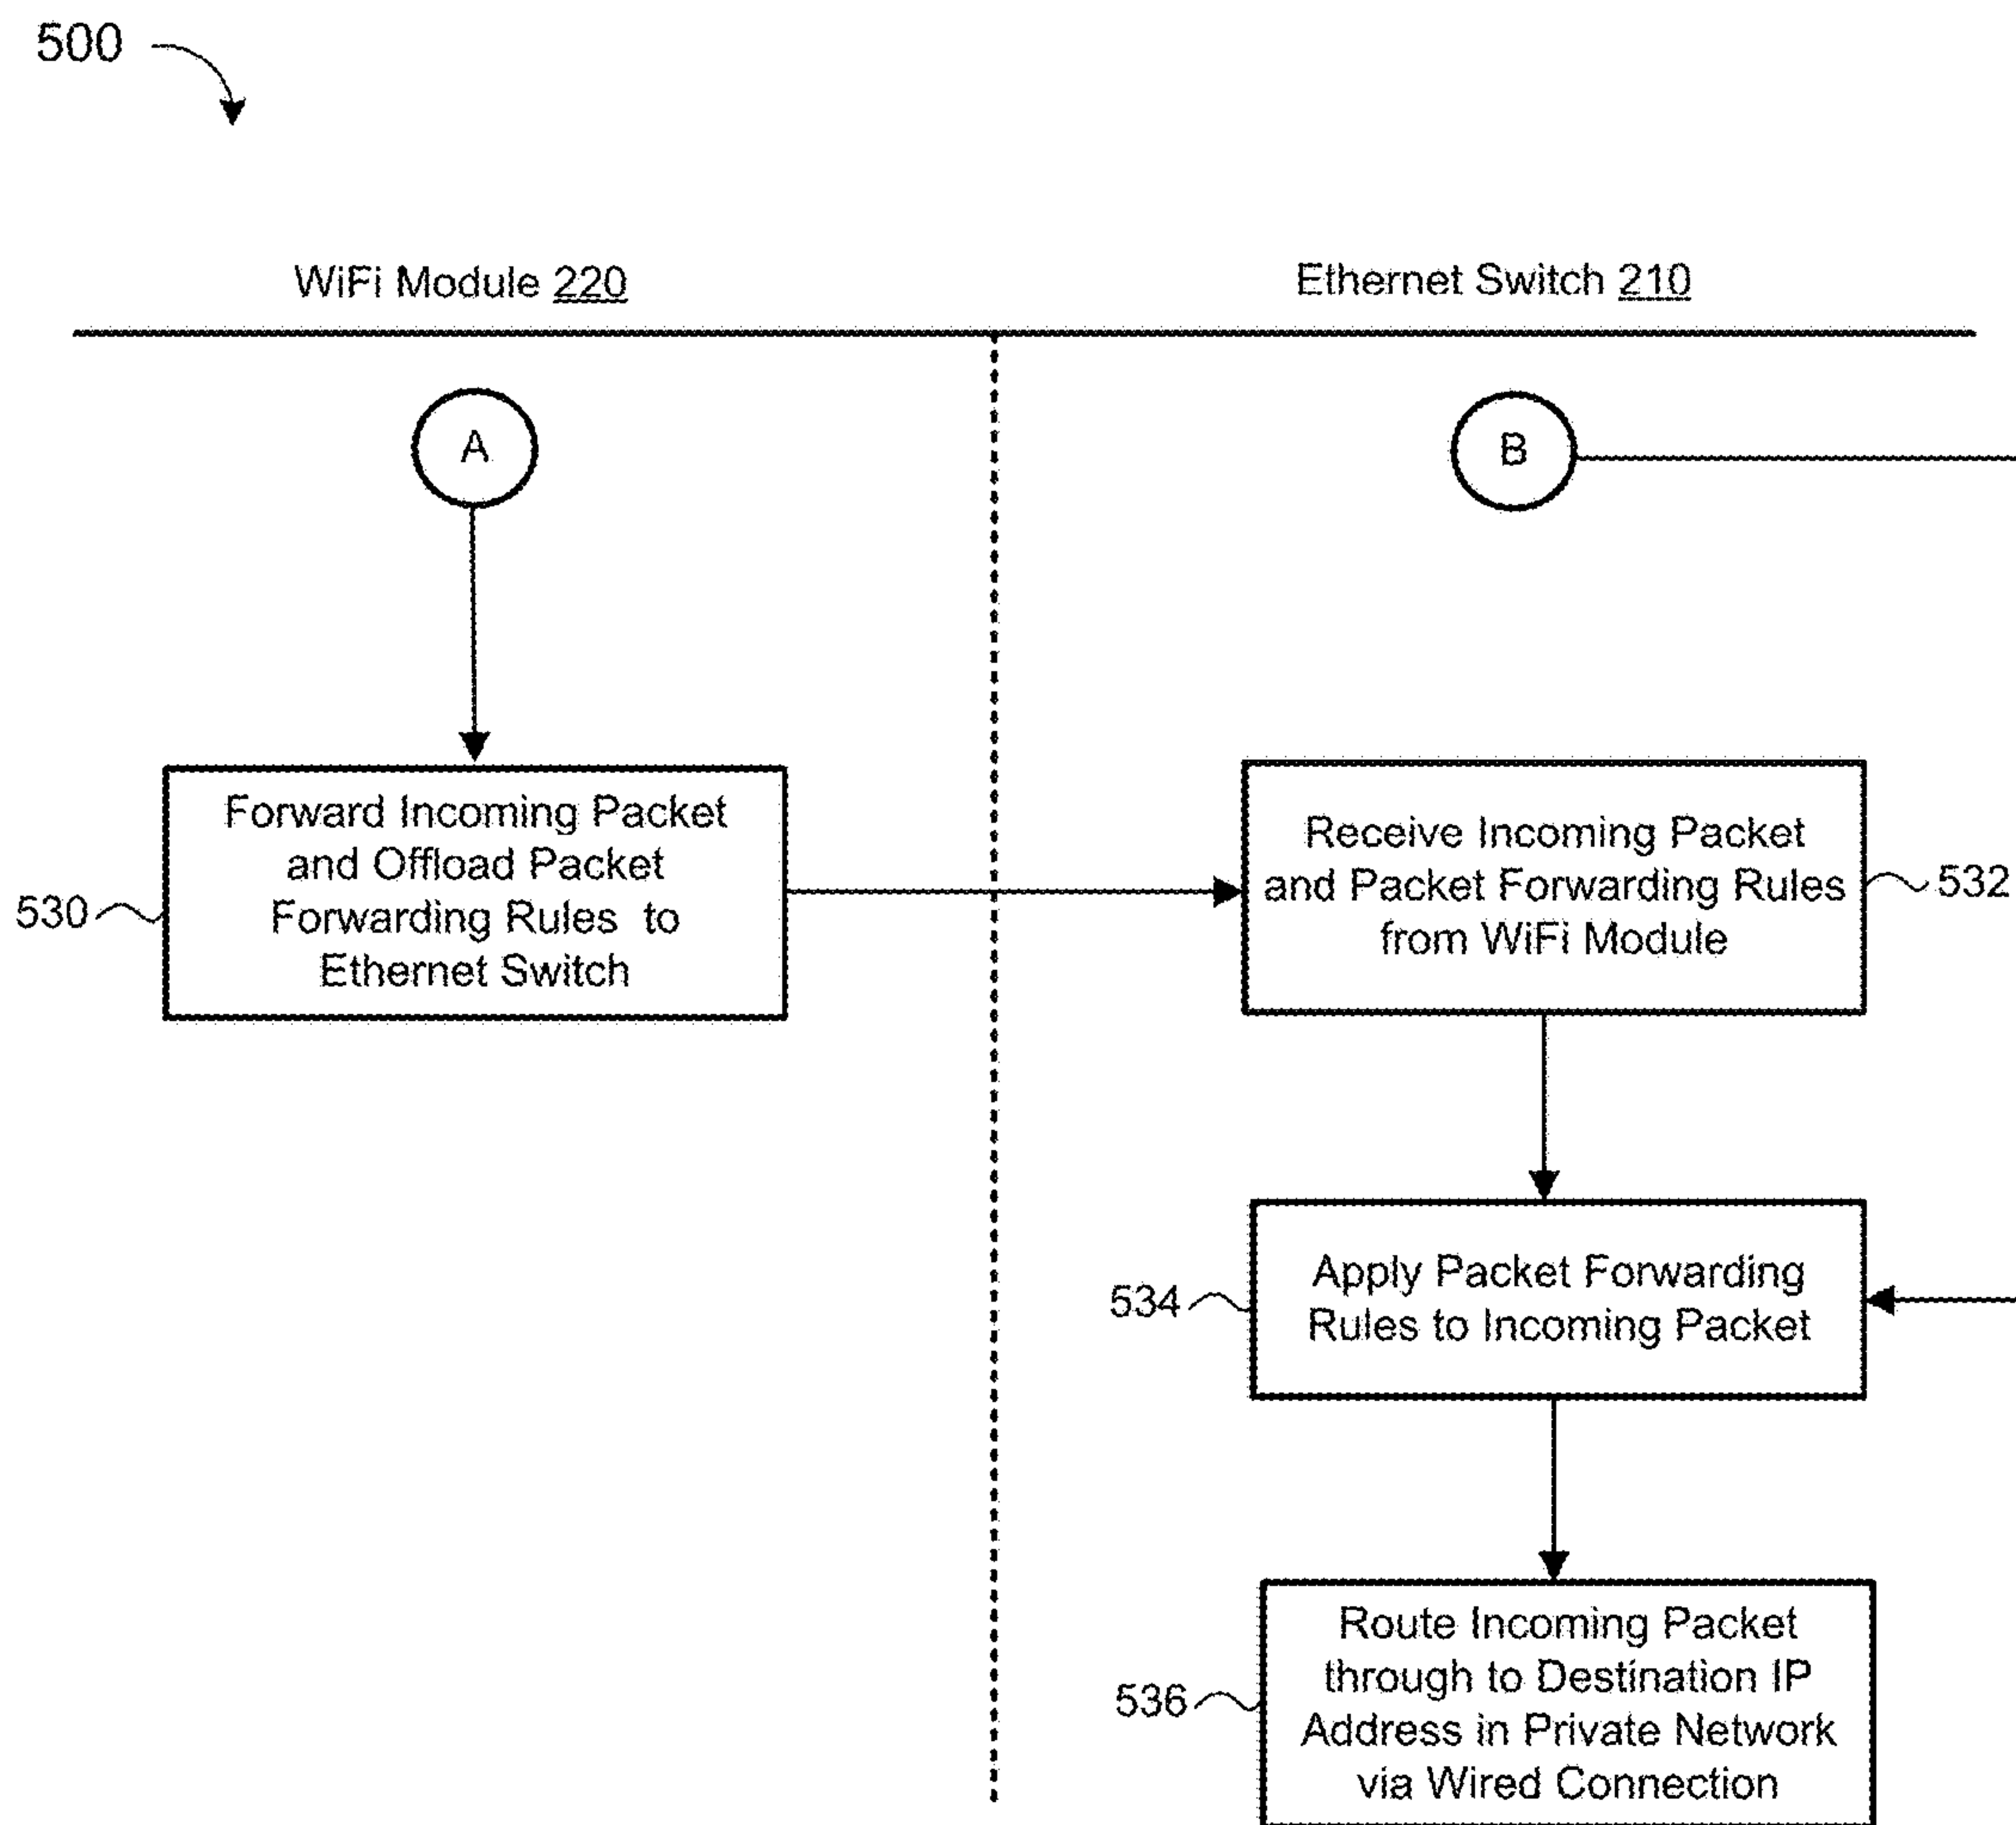 500
WiFi Module 220
Ethernet Switch 210
A
B
Forward Incoming Packet
and Offload Packet
Forwarding Rules to
Ethernet Switch
530
Receive Incoming Packet
and Packet Forwarding Rules
from WiFi Module
532
Apply Packet Forwarding
Rules to Incoming Packet
534
Route Incoming Packet
through to Destination IP
Address in Private Network
via Wired Connection
536